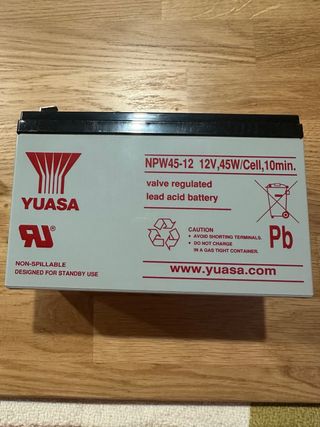 NPW45-12 12V,45W/Cell,10min.
valve regulated
lead acid battery
YUASA
CAUTION
• AVOID SHORTING TERMINALS.
• DO NOT CHARGE
IN A GAS TIGHT CONTAINER.
Pb
NON-SPILLABLE
DESIGNED FOR STANDBY USE
www.yuasa.com